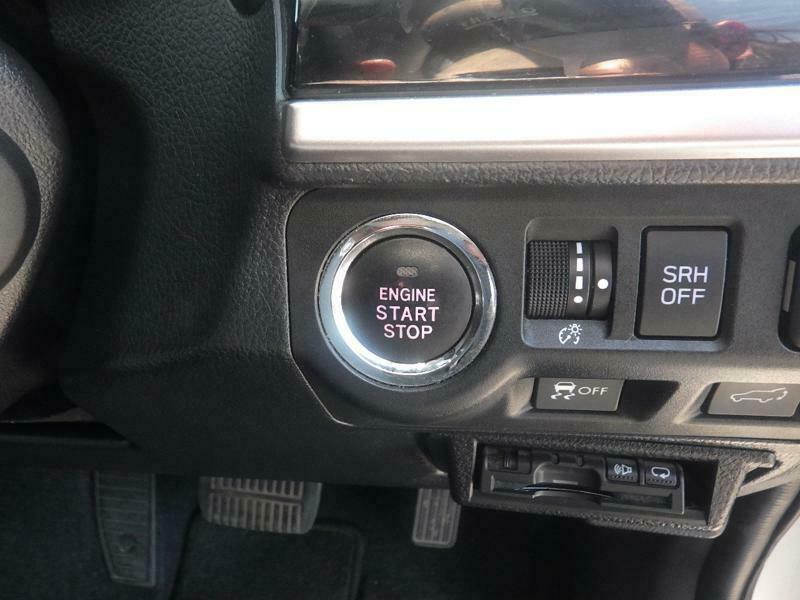 ENGINE
START
STOP
SRH
OFF
OFF